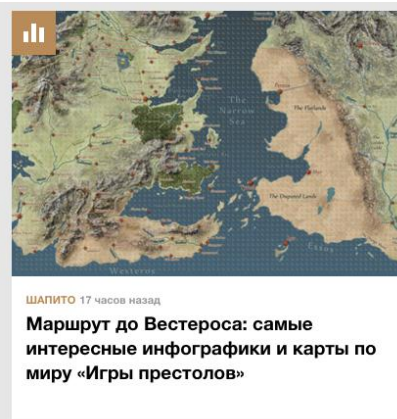 The
Narrow
Sea
The Flatlands
The Disputed Lands
Essos
Westeros
ШАПИТО 17 часов назад
Маршрут до Вестероса: самые
интересные инфографики и карты по
миру «Игры престолов»